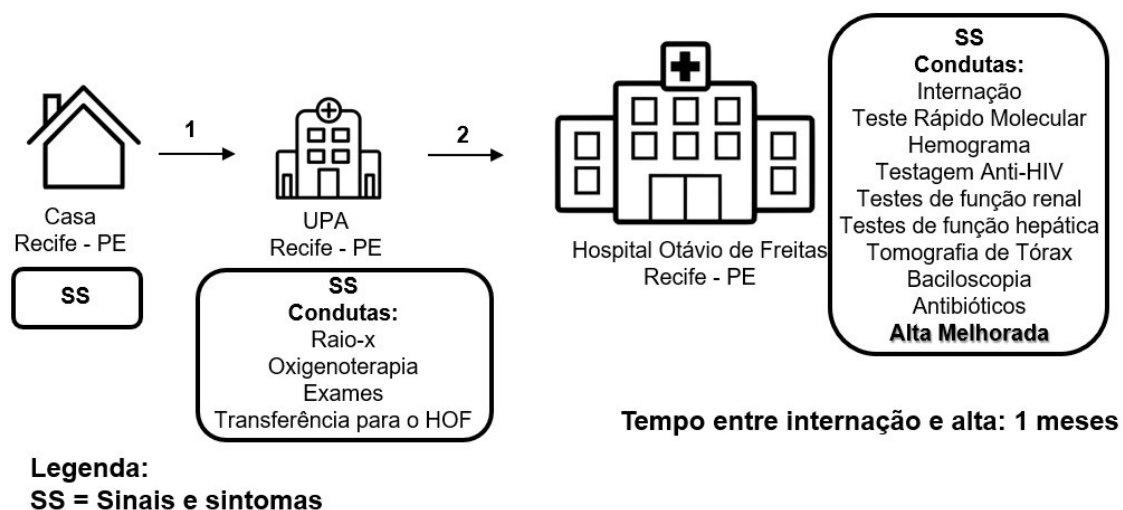 1
Casa
Recife - PE
SS
2
UPA
Recife - PE
SS
Condutas:
Raio-x
Oxigenoterapia
Exames
Transferência para o HOF
Hospital Otávio de Freitas
Recife - PE
SS
Condutas:
Internação
Teste Rápido Molecular
Hemograma
Testagem Anti-HIV
Testes de função renal
Testes de função hepática
Tomografia de Tórax
Baciloscopia
Antibióticos
Alta Melhorada
Tempo entre internação e alta: 1 meses
Legenda:
SS = Sinais e sintomas